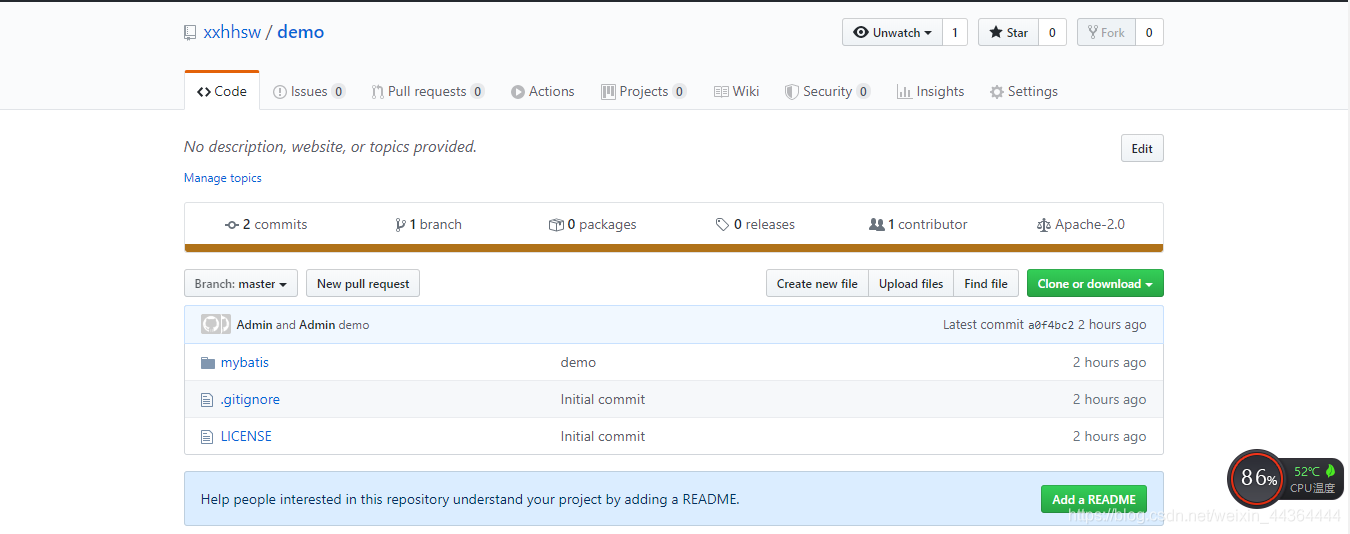 xxhhsw / demo
Unwatch 1 Star 0 Fork 0
Code Issues 0 Pull requests 0 Actions Projects 0 Wiki Security 0 Insights Settings
No description, website, or topics provided. Edit
Manage topics
2 commits 1 branch 0 packages 0 releases 1 contributor Apache-2.0
Branch: master New pull request Create new file Upload files Find file Clone or download
Admin and Admin demo Latest commit a0f4bc2 2 hours ago
mybatis demo 2 hours ago
.gitignore Initial commit 2 hours ago
LICENSE Initial commit 2 hours ago
86% 52℃
CPU温度
Help people interested in this repository understand your project by adding a README. Add a README
https://blog.csdn.net/weixin_44364444